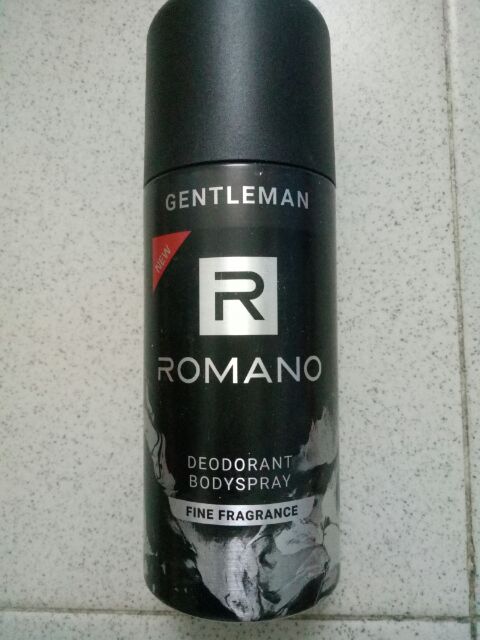 GENTLEMAN
NEW
R
ROMANO
DEODORANT
BODYSPRAY
FINE FRAGRANCE